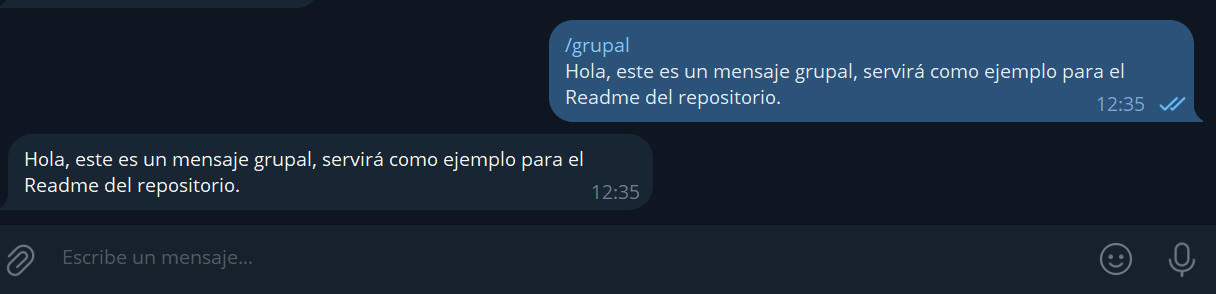 /grupal
Hola, este es un mensaje grupal, servirá como ejemplo para el
Readme del repositorio.
12:35
Hola, este es un mensaje grupal, servirá como ejemplo para el
Readme del repositorio.
12:35
Escribe un mensaje...